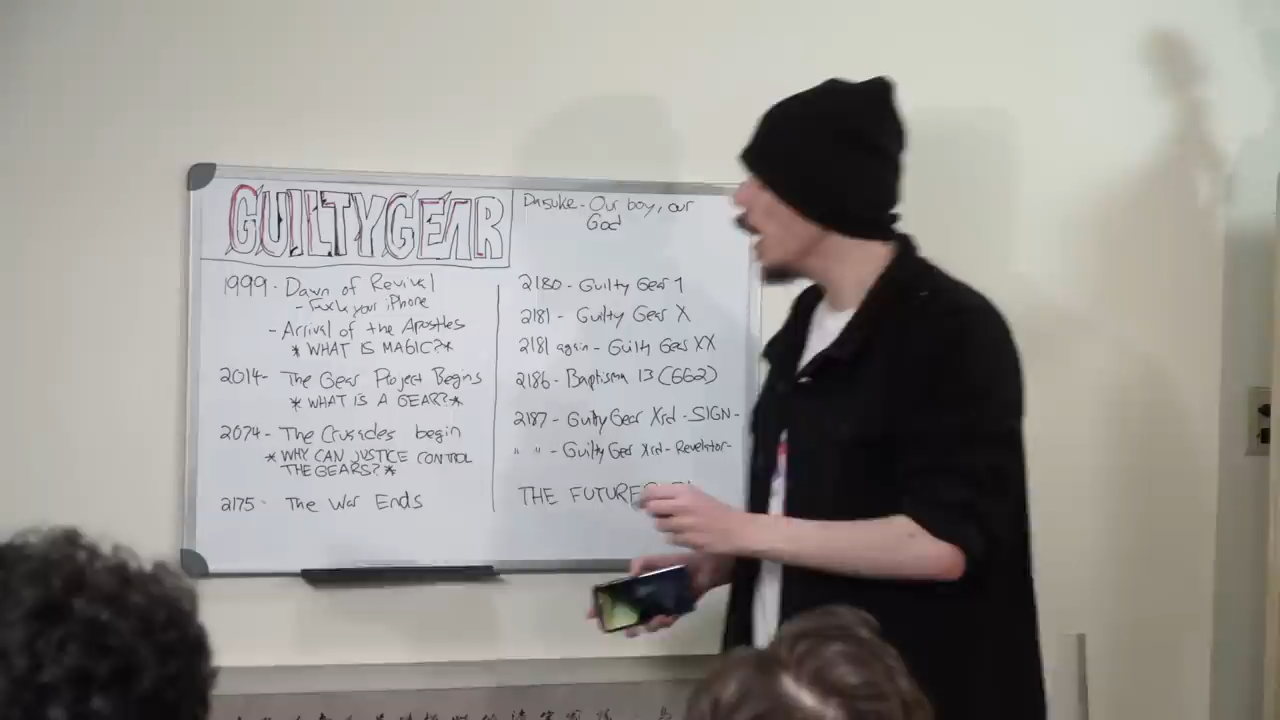 GUILTYGEAR
Daisuke - Our boy, our
God
1999 - Dawn of Revival
- Fuck your iPhone
- Arrival of the Apostles
* WHAT IS MAGIC? *
2014 - The Gear Project Begins
* WHAT IS A GEAR? *
2074 - The Crusades begin
* WHY CAN JUSTICE CONTROL
THE GEARS? *
2175 - The War Ends
2180 - Guilty Gear 1
2181 - Guilty Gear X
2181 again - Guilty Gear XX
2186 - Baptisma 13 (GG2)
2187 - Guilty Gear Xrd - SIGN -
" " - Guilty Gear Xrd - Revelator -
THE FUTURE